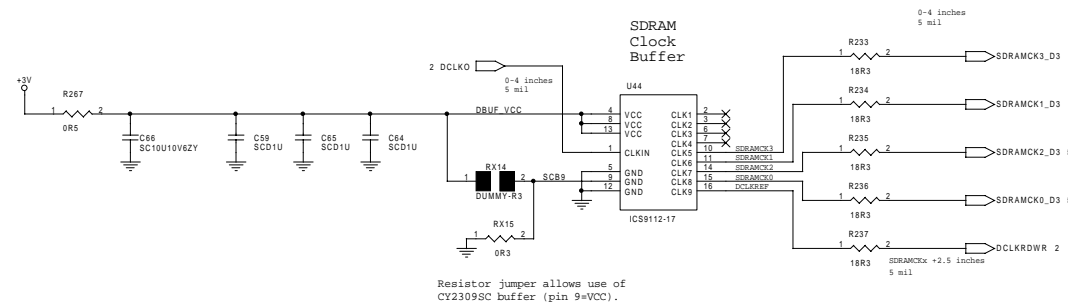 0-4 inches
5 mil
SDRAM
Clock
Buffer
R233
1 2
18R3
SDRAMCK3_D3
2 DCLKO
0-4 inches
5 mil
+3V
R267
1 2
0R5
U44
R234
1 2
18R3
SDRAMCK1_D3
DBUF_VCC
4 VCC CLK1 2
8 VCC CLK2 3
13 VCC CLK3 6
CLK4 7
CLK5 10 SDRAMCK3
1 CLKIN CLK6 11 SDRAMCK1
5 GND CLK7 14 SDRAMCK2
9 GND CLK8 15 SDRAMCK0
12 GND CLK9 16 DCLKREF
ICS9112-17
C66
SC10U10V6ZY
C59
SCD1U
C65
SCD1U
C64
SCD1U
R235
1 2
18R3
SDRAMCK2_D3
RX14
1 2
DUMMY-R3
SCB9
R236
1 2
18R3
SDRAMCK0_D3
RX15
1 2
0R3
R237
1 2
18R3
DCLKRDWR 2
SDRAMCKx +2.5 inches
5 mil
Resistor jumper allows use of
CY2309SC buffer (pin 9=VCC).